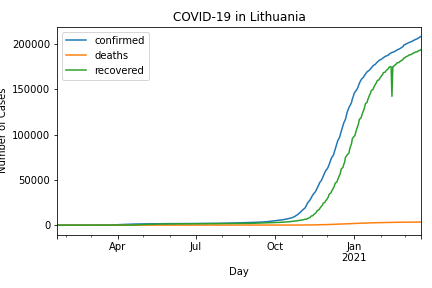 COVID-19 in Lithuania
confirmed
deaths
recovered
200000
150000
100000
50000
0
Number of Cases
Apr
Jul
Oct
Jan
2021
Day